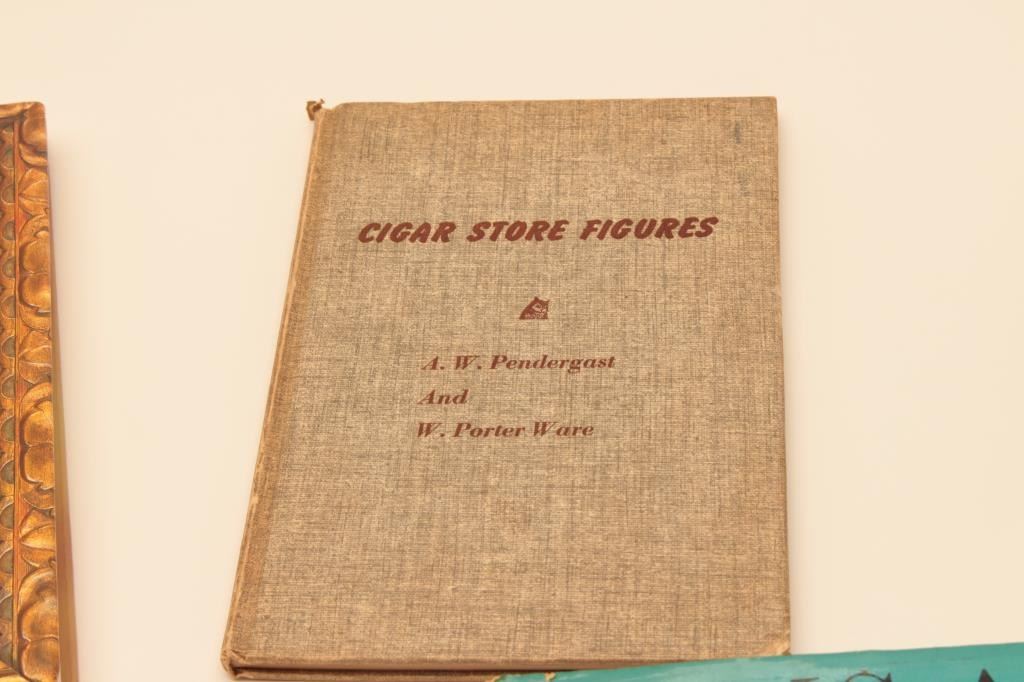 CIGAR STORE FIGURES
A. W. Pendergast
And
W. Porter Ware